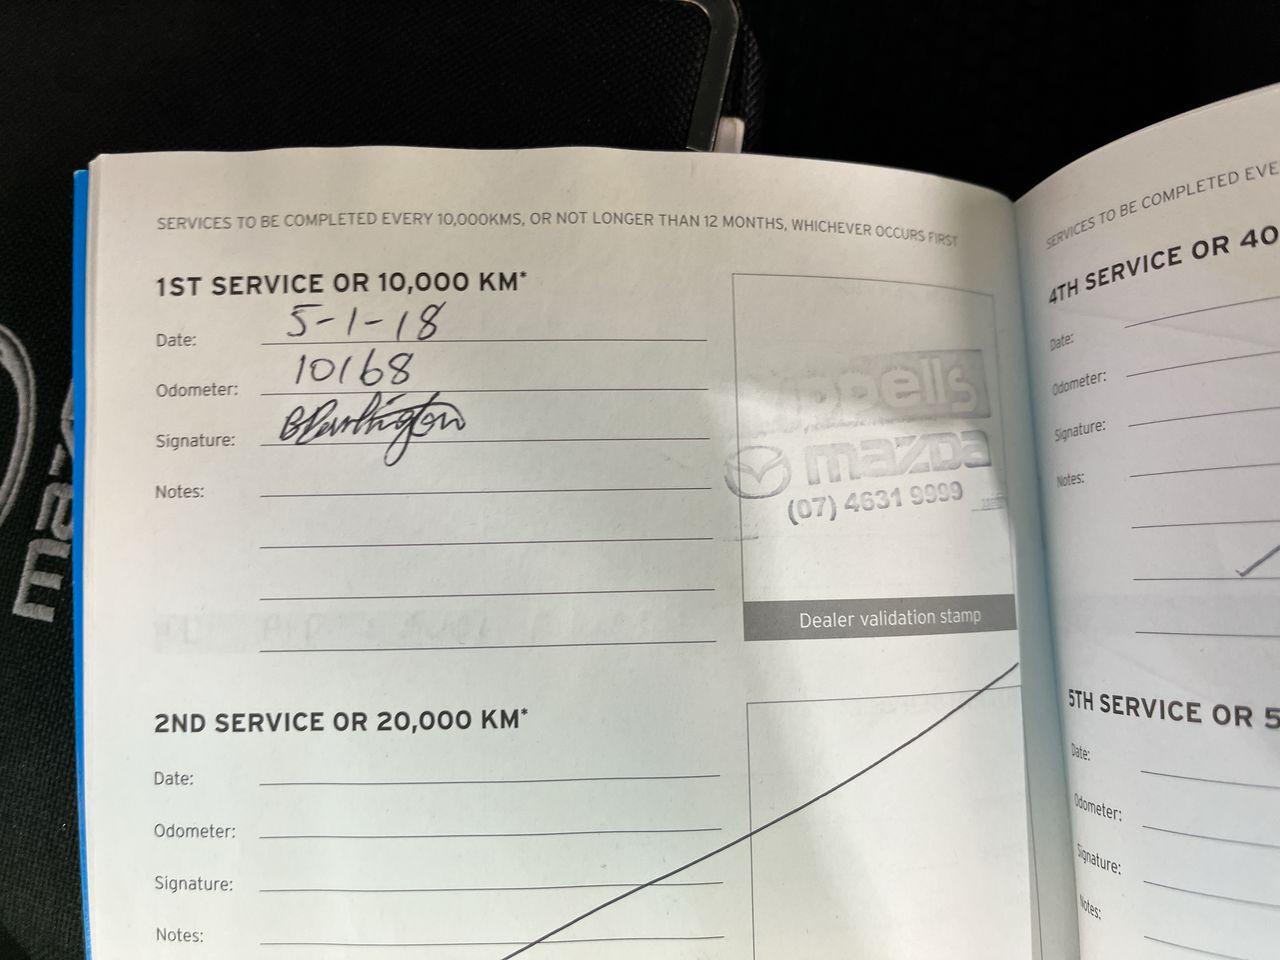 SERVICES TO BE COMPLETED EVERY 10,000KMS, OR NOT LONGER THAN 12 MONTHS, WHICHEVER OCCURS FIRST
1ST SERVICE OR 10,000 KM*
Date: 5-1-18
Odometer: 10168
Signature:
Notes:
mazda
(07) 4631 9999
Dealer validation stamp
2ND SERVICE OR 20,000 KM*
Date:
Odometer:
Signature:
Notes:
SERVICES TO BE COMPLETED EVE
4TH SERVICE OR 40
Date:
Odometer:
Signature:
Notes:
5TH SERVICE OR 5
Date:
Odometer:
Signature:
Notes: